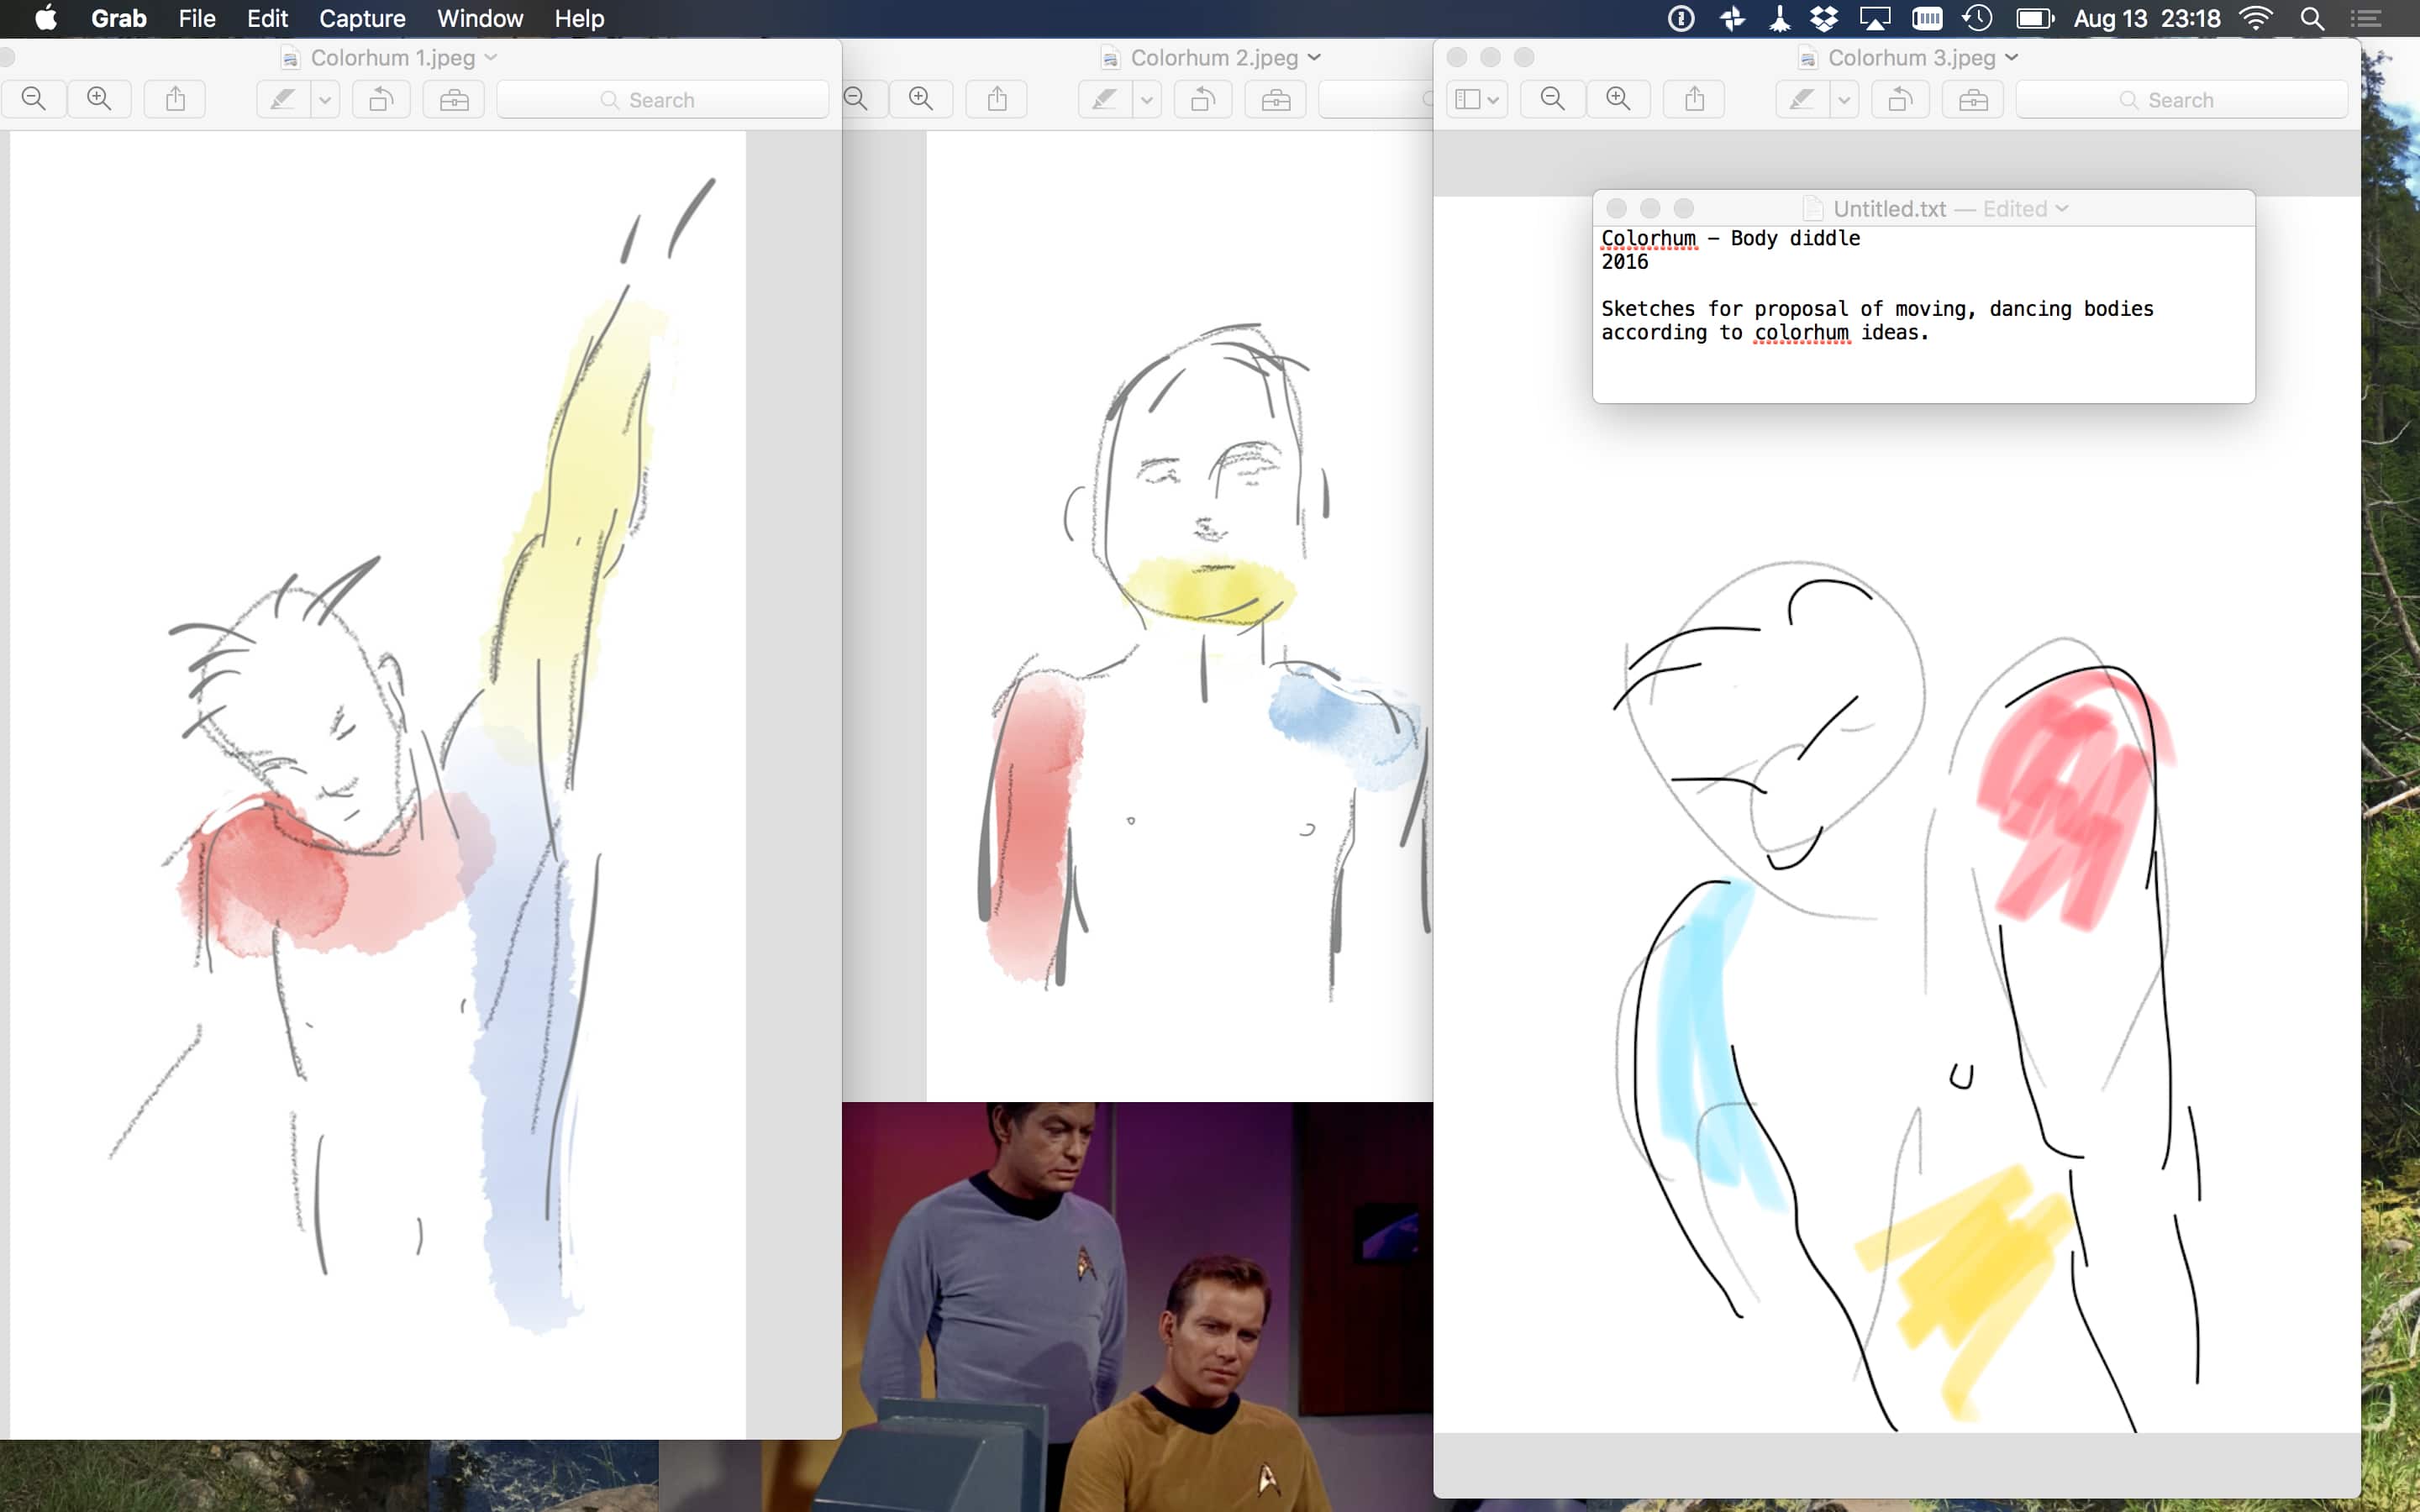 Grab File Edit Capture Window Help Aug 13 23:18
Colorhum 1.jpeg
Search
Colorhum 2.jpeg
Colorhum 3.jpeg
Search
Untitled.txt — Edited
Colorhum – Body diddle
2016
Sketches for proposal of moving, dancing bodies
according to colorhum ideas.